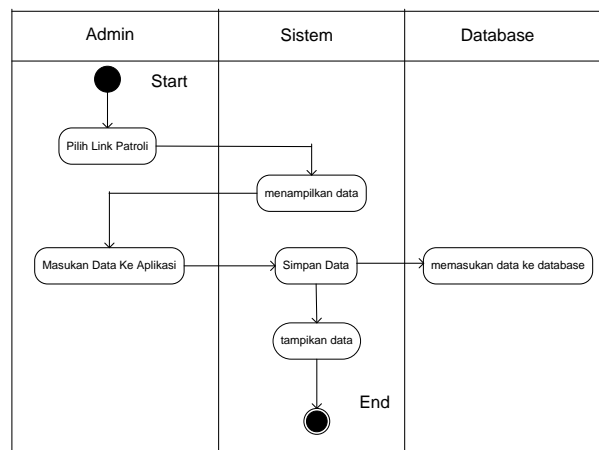 Admin
Sistem
Database
Start
Pilih Link Patroli
menampilkan data
Masukan Data Ke Aplikasi
Simpan Data
memasukan data ke database
tampikan data
End